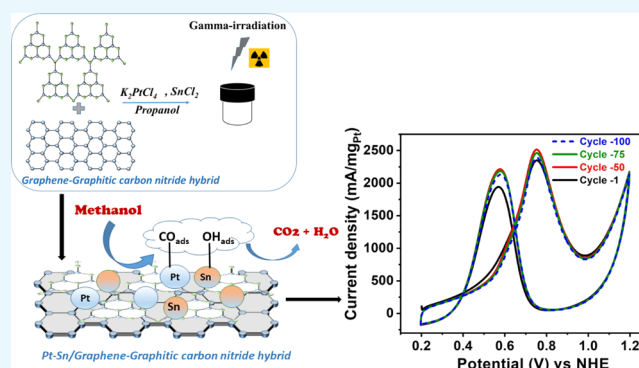 Gamma-irradiation
K2PtCl4 , SnCl2
Propanol
Graphene-Graphitic carbon nitride hybrid
Methanol
COads OHads
CO2 + H2O
Pt Sn
Pt
Sn
Pt-Sn/Graphene-Graphitic carbon nitride hybrid
Current density (mA/mgPt)
2500
2000
1500
1000
500
0
Cycle -100
Cycle -75
Cycle -50
Cycle -1
0.2 0.4 0.6 0.8 1.0 1.2
Potential (V) vs NHE